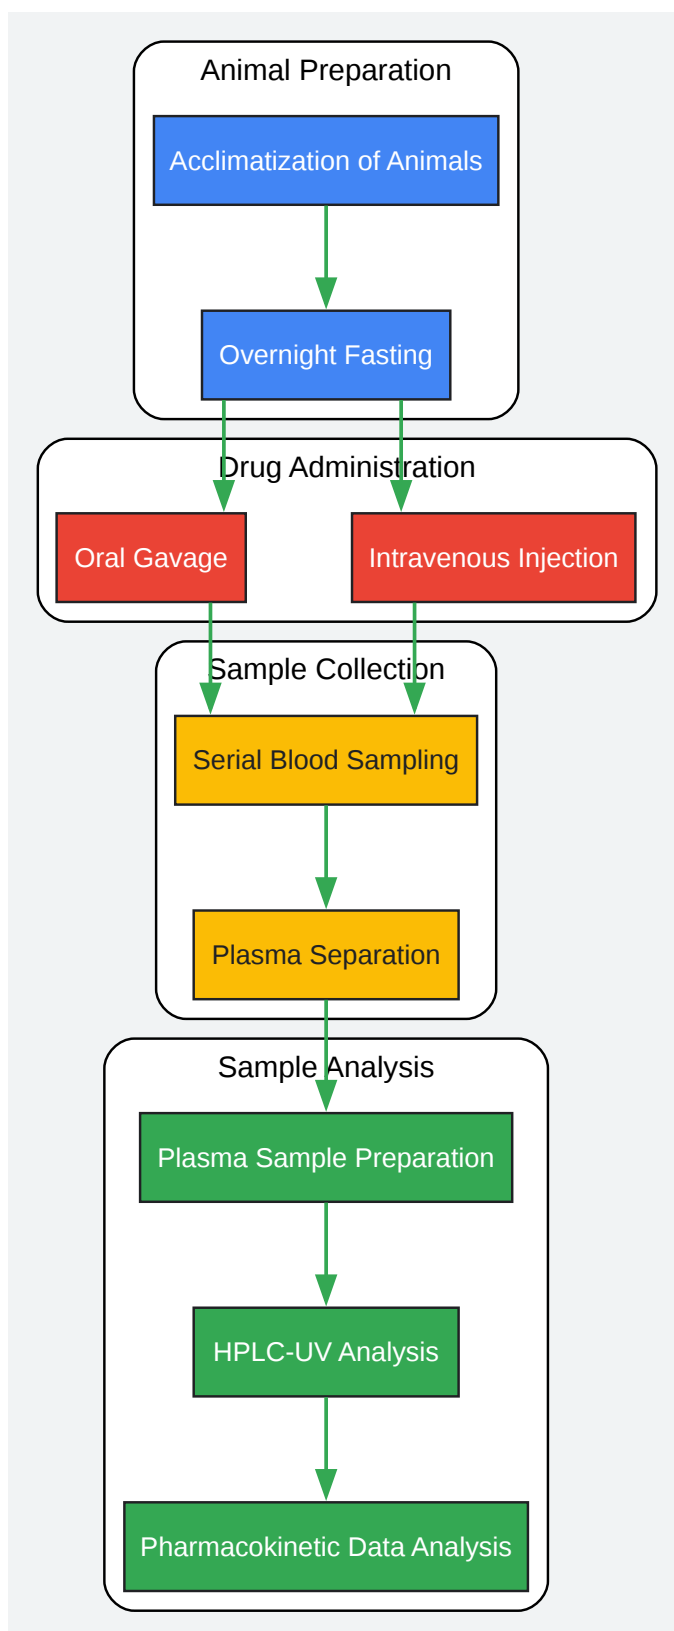 Animal Preparation
Acclimatization of Animals
Overnight Fasting
Drug Administration
Oral Gavage
Intravenous Injection
Sample Collection
Serial Blood Sampling
Plasma Separation
Sample Analysis
Plasma Sample Preparation
HPLC-UV Analysis
Pharmacokinetic Data Analysis